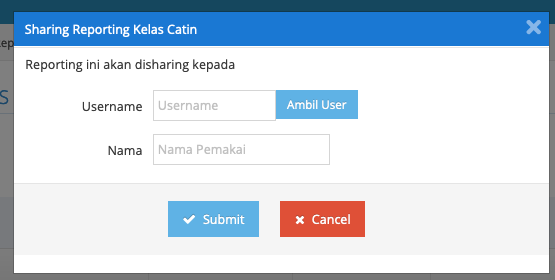 Sharing Reporting Kelas Catin
Reporting ini akan disharing kepada
Username Username Ambil User
Nama Nama Pemakai
Submit Cancel